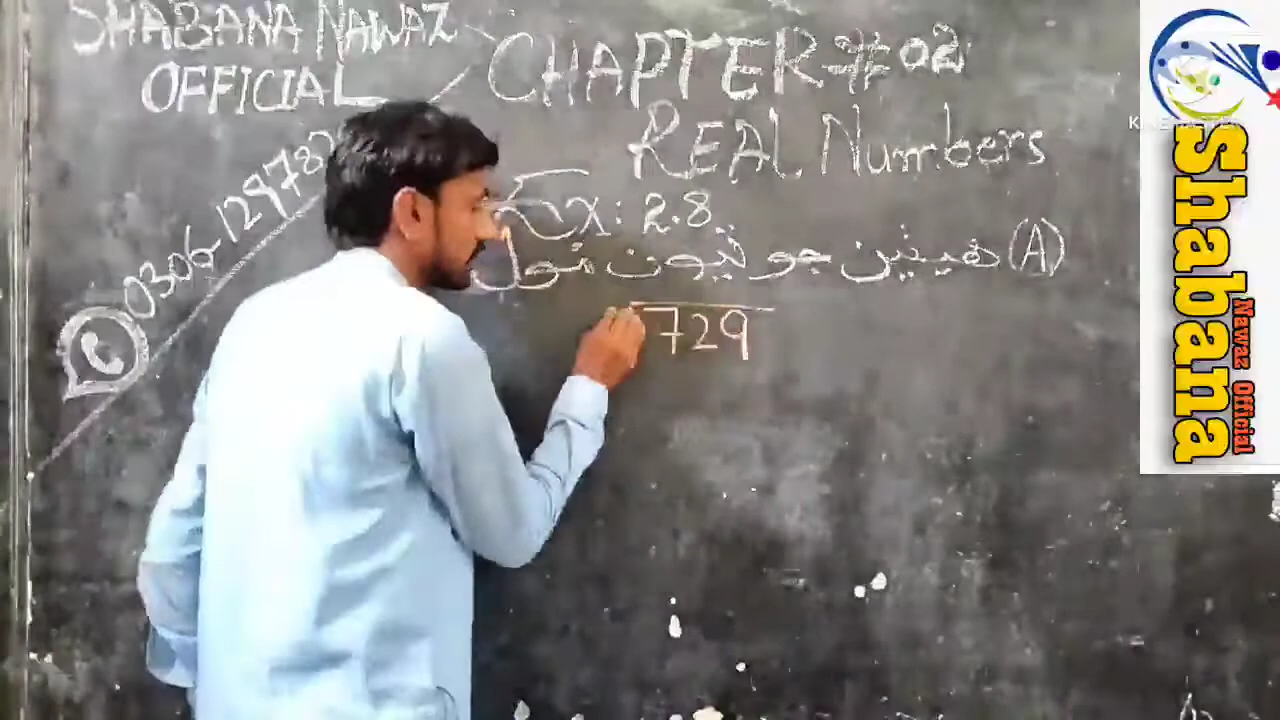 SHABANA NAWAZ
OFFICIAL
CHAPTER # 02
REAL Numbers
0306-129782
Ex: 2.8
(A) هيٺين جو ڪيوب مول
729
Shabana
Nawaz Official